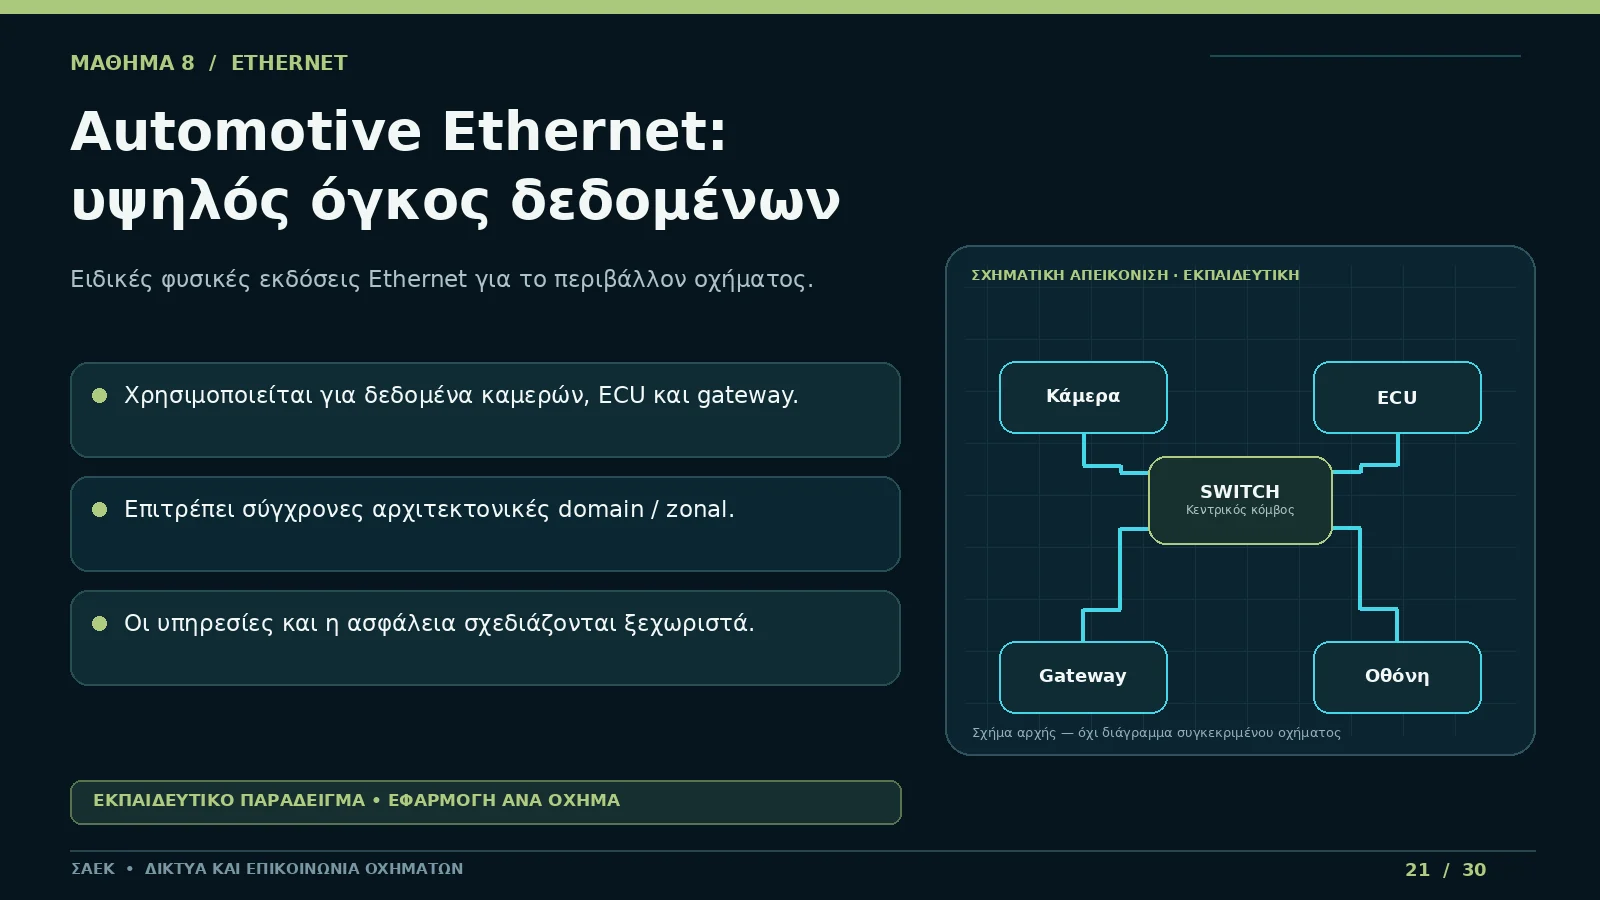 ΜΑΘΗΜΑ 8 / ETHERNET
Automotive Ethernet:
υψηλός όγκος δεδομένων
Ειδικές φυσικές εκδόσεις Ethernet για το περιβάλλον οχήματος.
Χρησιμοποιείται για δεδομένα καμερών, ECU και gateway.
Επιτρέπει σύγχρονες αρχιτεκτονικές domain / zonal.
Οι υπηρεσίες και η ασφάλεια σχεδιάζονται ξεχωριστά.
ΕΚΠΑΙΔΕΥΤΙΚΟ ΠΑΡΑΔΕΙΓΜΑ • ΕΦΑΡΜΟΓΗ ΑΝΑ ΟΧΗΜΑ
ΣΧΗΜΑΤΙΚΗ ΑΠΕΙΚΟΝΙΣΗ · ΕΚΠΑΙΔΕΥΤΙΚΗ
Κάμερα
ECU
SWITCH
Κεντρικός κόμβος
Gateway
Οθόνη
Σχήμα αρχής — όχι διάγραμμα συγκεκριμένου οχήματος
ΣΑΕΚ • ΔΙΚΤΥΑ ΚΑΙ ΕΠΙΚΟΙΝΩΝΙΑ ΟΧΗΜΑΤΩΝ
21 / 30